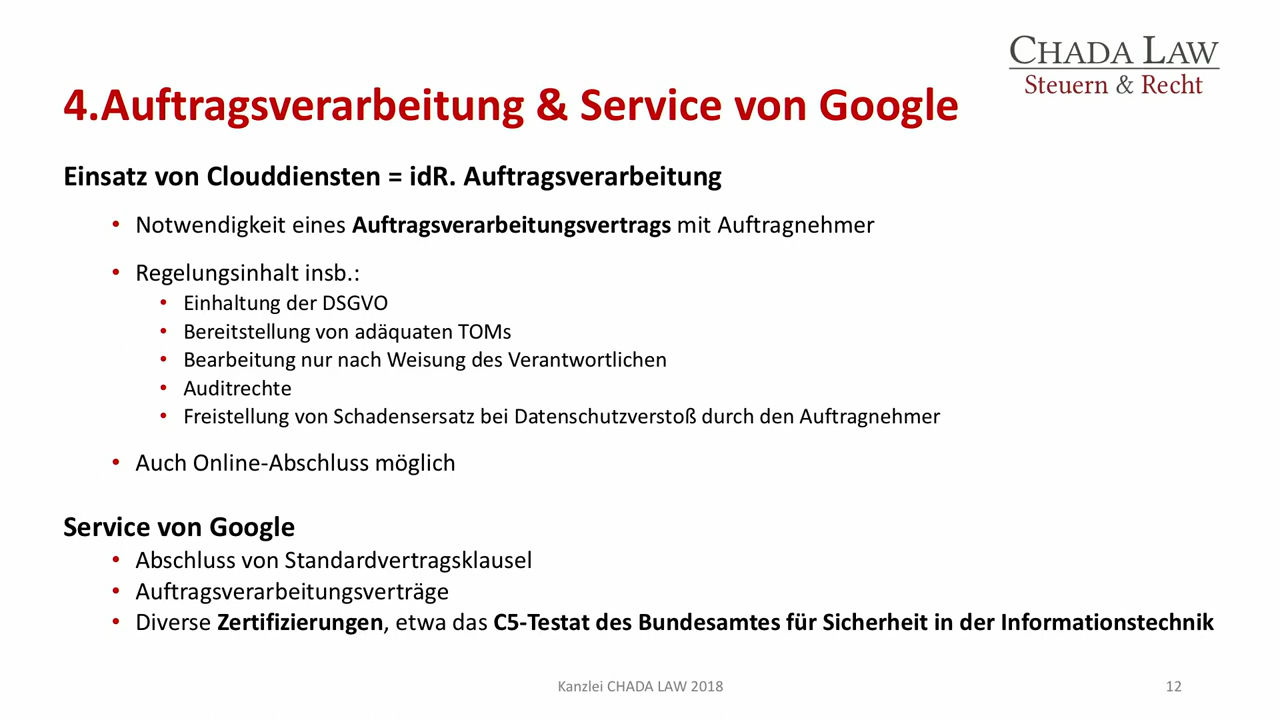 CHADA LAW
Steuern & Recht
4.Auftragsverarbeitung & Service von Google
Einsatz von Clouddiensten = idR. Auftragsverarbeitung
• Notwendigkeit eines Auftragsverarbeitungsvertrags mit Auftragnehmer
• Regelungsinhalt insb.:
• Einhaltung der DSGVO
• Bereitstellung von adäquaten TOMs
• Bearbeitung nur nach Weisung des Verantwortlichen
• Auditrechte
• Freistellung von Schadensersatz bei Datenschutzverstoß durch den Auftragnehmer
• Auch Online-Abschluss möglich
Service von Google
• Abschluss von Standardvertragsklausel
• Auftragsverarbeitungsverträge
• Diverse Zertifizierungen, etwa das C5-Testat des Bundesamtes für Sicherheit in der Informationstechnik
Kanzlei CHADA LAW 2018
12